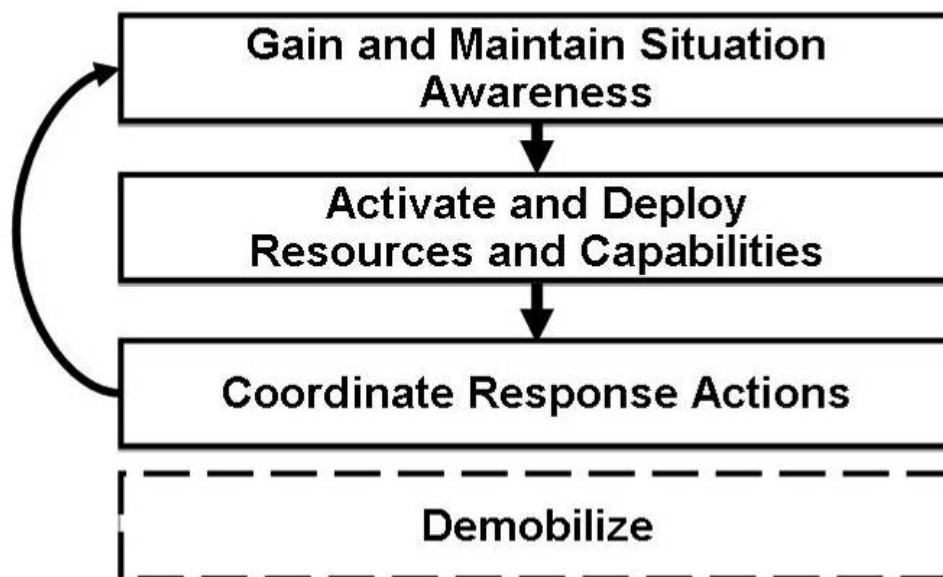 Gain and Maintain Situation
Awareness
Activate and Deploy
Resources and Capabilities
Coordinate Response Actions
Demobilize